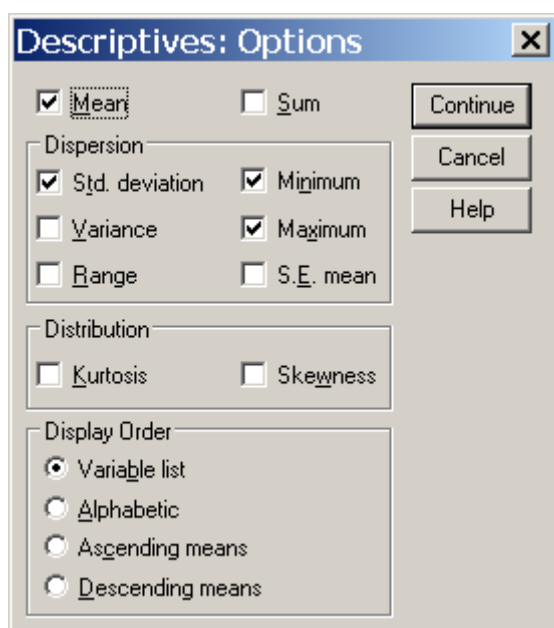 Descriptives: Options
Mean Sum Continue
Dispersion Cancel
Std. deviation Minimum
Variance Maximum Help
Range S.E. mean
Distribution
Kurtosis Skewness
Display Order
Variable list
Alphabetic
Ascending means
Descending means